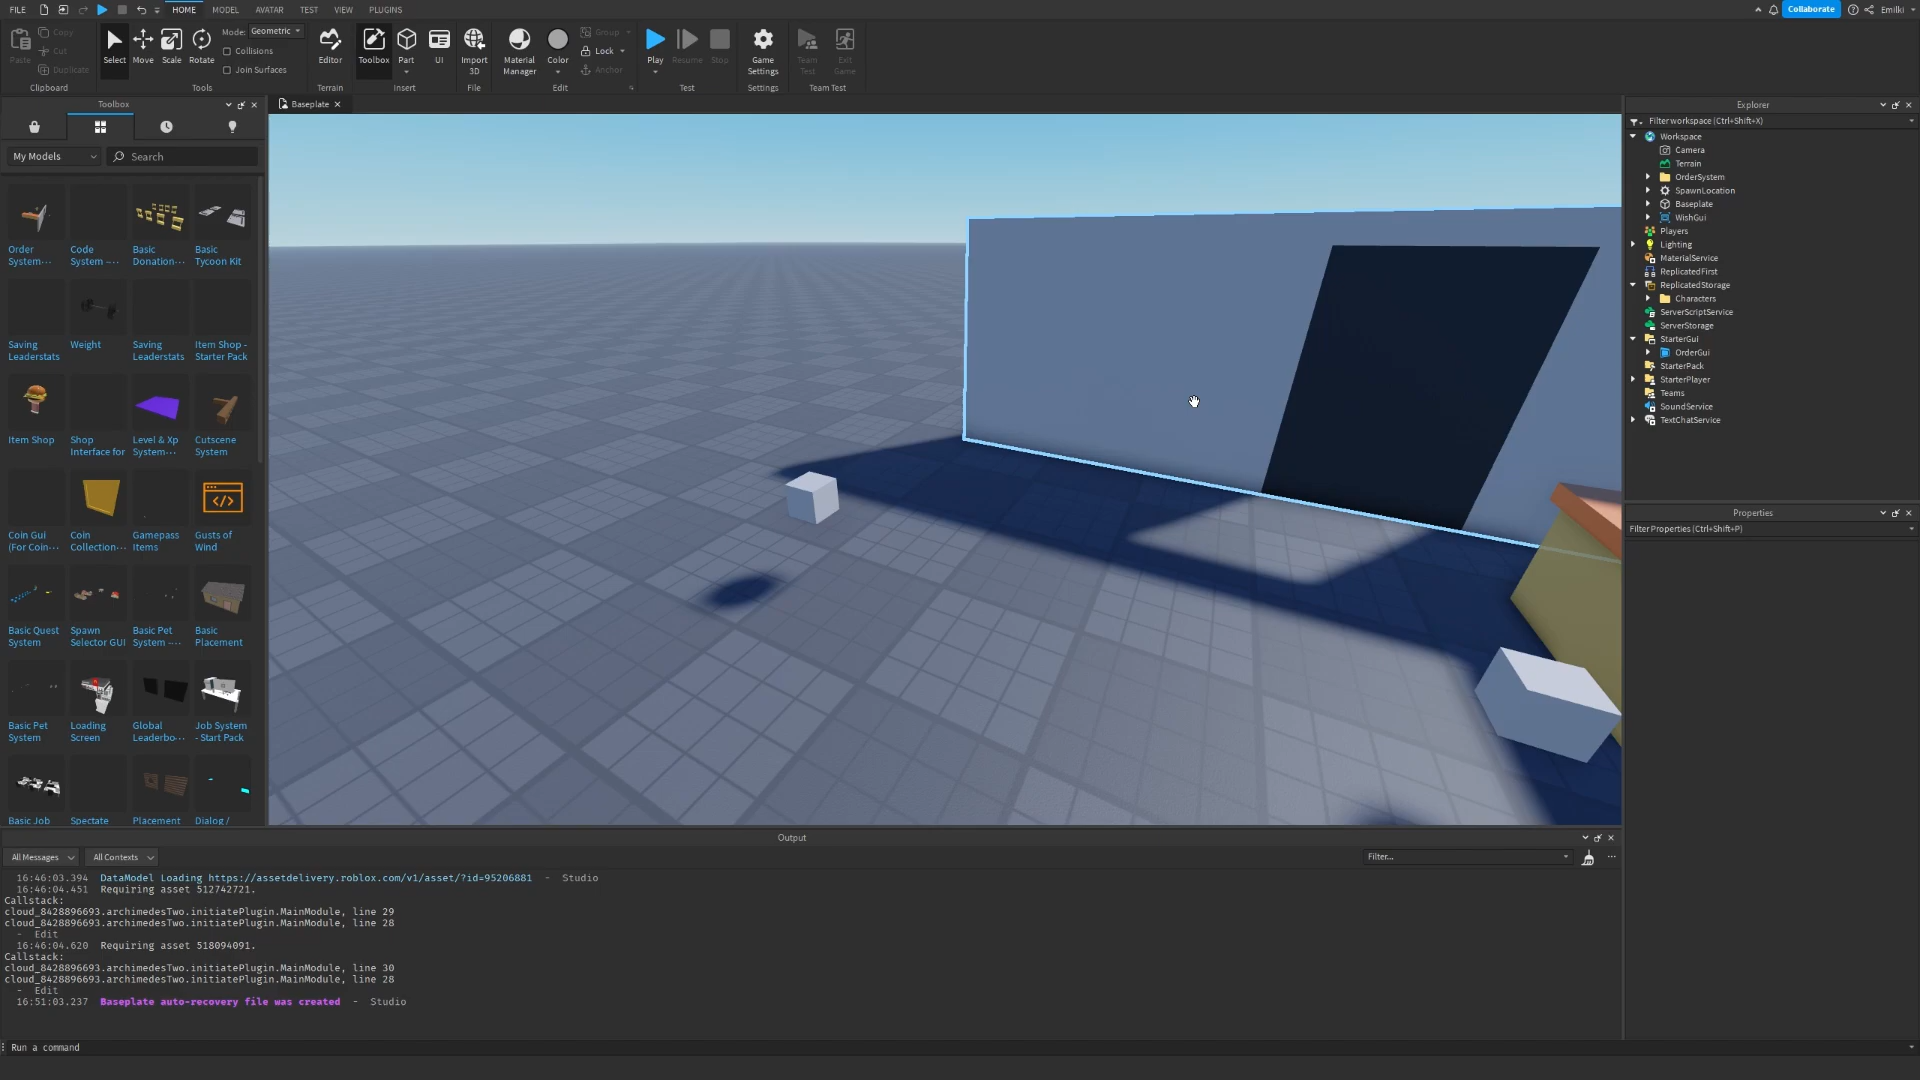 FILE
HOME
MODEL
AVATAR
TEST
VIEW
PLUGINS
Collaborate
Emilki
Paste
Copy
Cut
Duplicate
Clipboard
Select
Move
Scale
Rotate
Mode:
Geometric
Collisions
Join Surfaces
Tools
Editor
Terrain
Toolbox
Part
UI
Insert
Import
3D
File
Material
Manager
Color
Group
Lock
Anchor
Edit
Play
Resume
Stop
Test
Game
Settings
Settings
Team
Test
Exit
Game
Team Test
Toolbox
My Models
Search
Order
System···
Code
System -···
Basic
Donation···
Basic
Tycoon Kit
Saving
Leaderstats
Weight
Saving
Leaderstats
Item Shop -
Starter Pack
Item Shop
Shop
Interface for
Level & Xp
System···
Cutscene
System
Coin Gui
(For Coin···
Coin
Collection···
Gamepass
Items
Gusts of
Wind
Basic Quest
System
Spawn
Selector GUI
Basic Pet
System -···
Basic
Placement
Basic Pet
System
Loading
Screen
Global
Leaderbo···
Job System
- Start Pack
Basic Job
Spectate
Placement
Dialog /
Baseplate
Explorer
Filter workspace (Ctrl+Shift+X)
Workspace
Camera
Terrain
OrderSystem
SpawnLocation
Baseplate
WishGui
Players
Lighting
MaterialService
ReplicatedFirst
ReplicatedStorage
Characters
ServerScriptService
ServerStorage
StarterGui
OrderGui
StarterPack
StarterPlayer
Teams
SoundService
TextChatService
Properties
Filter Properties (Ctrl+Shift+P)
Output
All Messages
All Contexts
Filter...
16:46:03.394 DataModel Loading https://assetdelivery.roblox.com/v1/asset/?id=95206881 - Studio
16:46:04.451 Requiring asset 512742721.
Callstack:
cloud_8428896693.archimedesTwo.initiatePlugin.MainModule, line 29
cloud_8428896693.archimedesTwo.initiatePlugin.MainModule, line 28
- Edit
16:46:04.620 Requiring asset 518094091.
Callstack:
cloud_8428896693.archimedesTwo.initiatePlugin.MainModule, line 30
cloud_8428896693.archimedesTwo.initiatePlugin.MainModule, line 28
- Edit
16:51:03.237 Baseplate auto-recovery file was created - Studio
Run a command